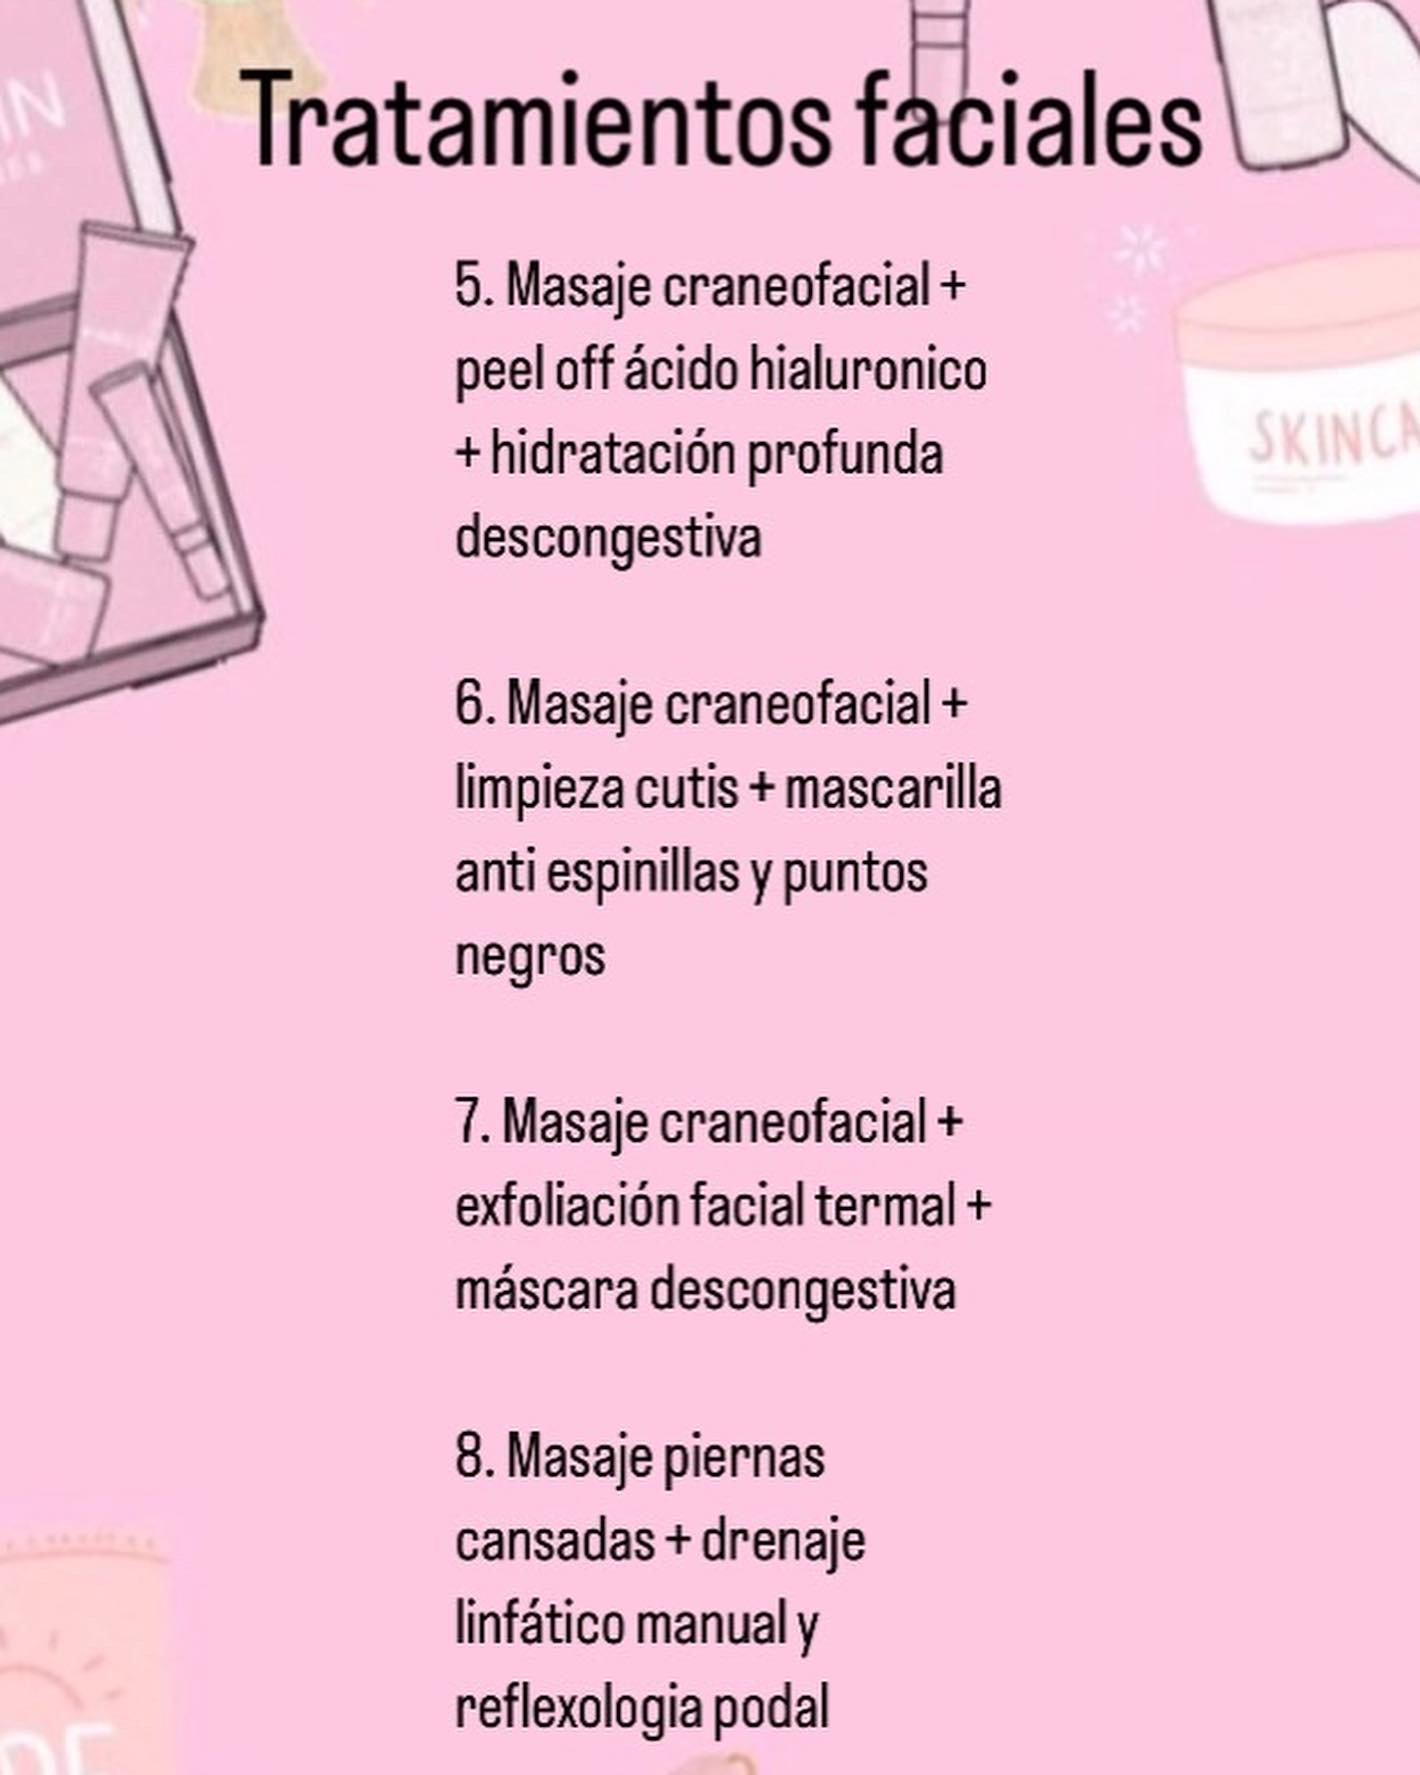 Tratamientos faciales
5. Masaje craneofacial +
peel off ácido hialuronico
+ hidratación profunda
descongestiva
6. Masaje craneofacial +
limpieza cutis + mascarilla
anti espinillas y puntos
negros
7. Masaje craneofacial +
exfoliación facial termal +
máscara descongestiva
8. Masaje piernas
cansadas + drenaje
linfático manual y
reflexologia podal
SKINCA